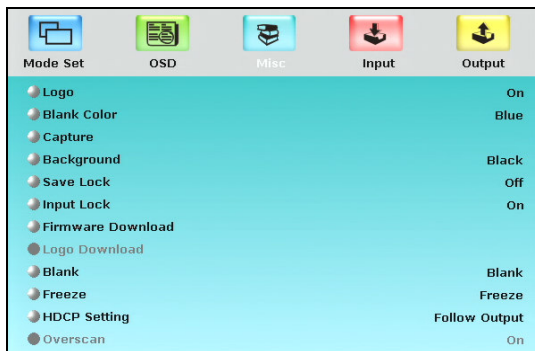 Mode Set OSD Misc Input Output
Logo On
Blank Color Blue
Capture
Background Black
Save Lock Off
Input Lock On
Firmware Download
Logo Download
Blank Blank
Freeze Freeze
HDCP Setting Follow Output
Overscan On